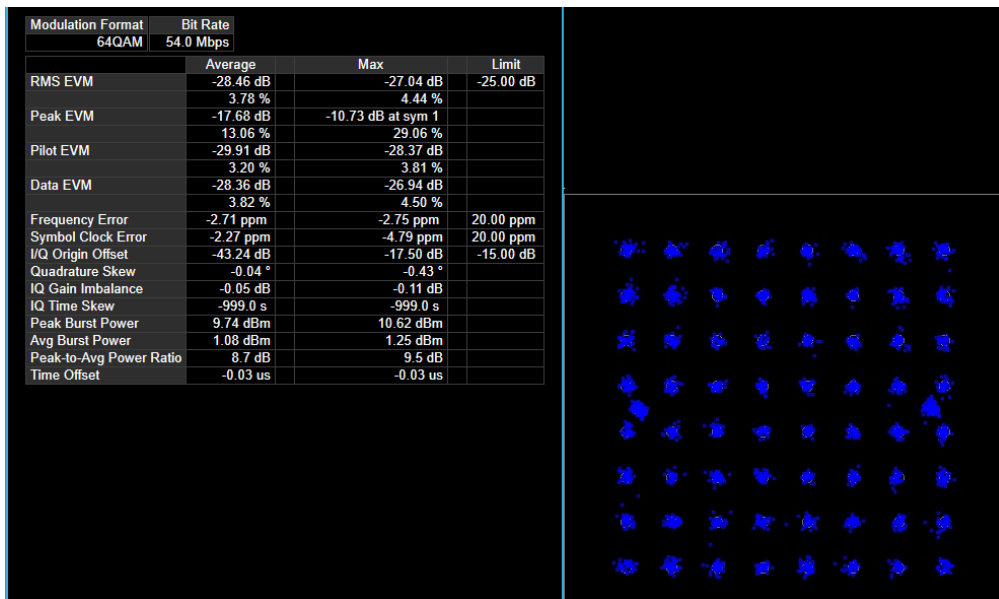 Modulation Format Bit Rate
64QAM 54.0 Mbps
Average Max Limit
RMS EVM -28.46 dB -27.04 dB -25.00 dB
3.78 % 4.44 %
Peak EVM -17.68 dB -10.73 dB at sym 1
13.06 % 29.06 %
Pilot EVM -29.91 dB -28.37 dB
3.20 % 3.81 %
Data EVM -28.36 dB -26.94 dB
3.82 % 4.50 %
Frequency Error -2.71 ppm -2.75 ppm 20.00 ppm
Symbol Clock Error -2.27 ppm -4.79 ppm 20.00 ppm
I/Q Origin Offset -43.24 dB -17.50 dB -15.00 dB
Quadrature Skew -0.04 ° -0.43 °
IQ Gain Imbalance -0.05 dB -0.11 dB
IQ Time Skew -999.0 s -999.0 s
Peak Burst Power 9.74 dBm 10.62 dBm
Avg Burst Power 1.08 dBm 1.25 dBm
Peak-to-Avg Power Ratio 8.7 dB 9.5 dB
Time Offset -0.03 us -0.03 us